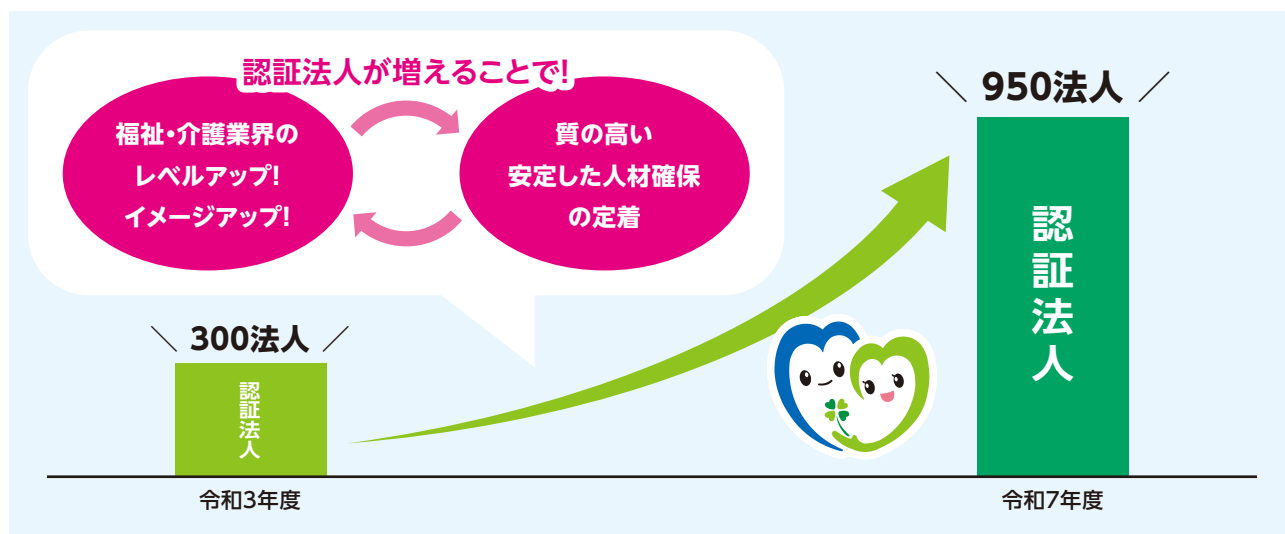 認証法人が増えることで!
福祉・介護業界の
レベルアップ!
イメージアップ!
質の高い
安定した人材確保
の定着
300法人
認証法人
令和3年度
950法人
認証法人
令和7年度